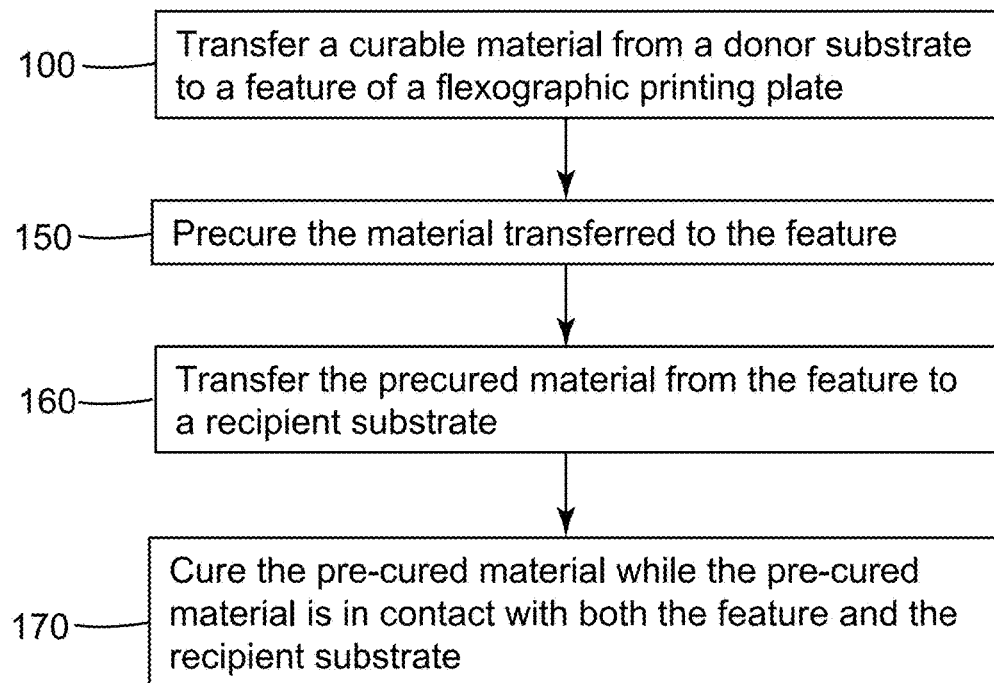 100
Transfer a curable material from a donor substrate
to a feature of a flexographic printing plate
150
Precure the material transferred to the feature
160
Transfer the precured material from the feature to
a recipient substrate
170
Cure the pre-cured material while the pre-cured
material is in contact with both the feature and the
recipient substrate